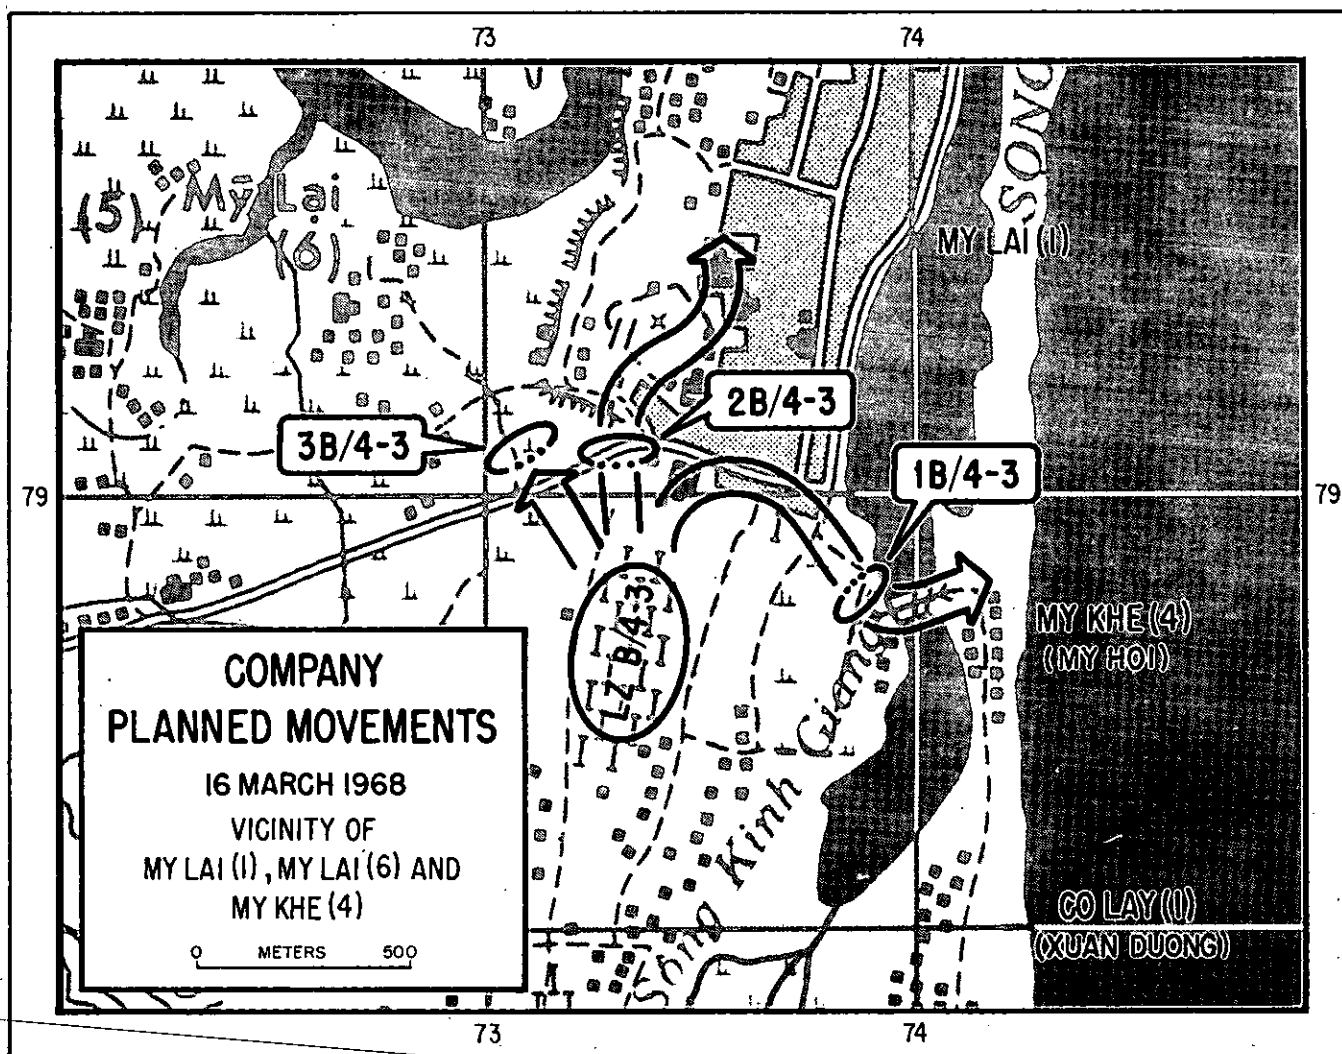 73
74
SONG
(5)
Mỹ Lai
(6)
MY LAI (1)
2B/4-3
3B/4-3
1B/4-3
79
79
LZ B/4-3
MY KHE (4)
(MY HOI)
COMPANY
PLANNED MOVEMENTS
16 MARCH 1968
VICINITY OF
MY LAI (1), MY LAI (6) AND
MY KHE (4)
0 METERS 500
Sông Kinh Giang
CO LAY (1)
(XUAN DUONG)
73
74